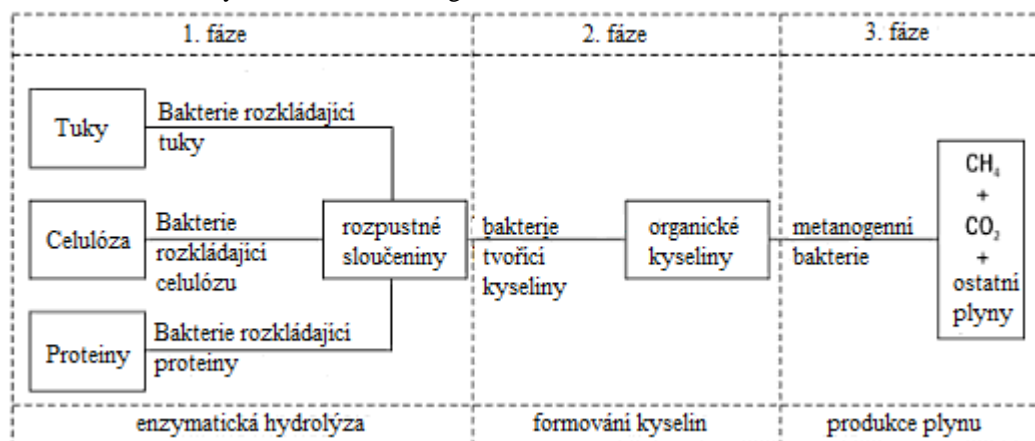 1. fáze
2. fáze
3. fáze
Tuky
Bakterie rozkládající
tuky
Celulóza
Bakterie
rozkládající
celulózu
Proteiny
Bakterie rozkládající
proteiny
rozpustné
sloučeniny
bakterie
tvořící
kyseliny
organické
kyseliny
metanogenní
bakterie
CH₄
+
CO₂
+
ostatní
plyny
enzymatická hydrolýza
formování kyselin
produkce plynu